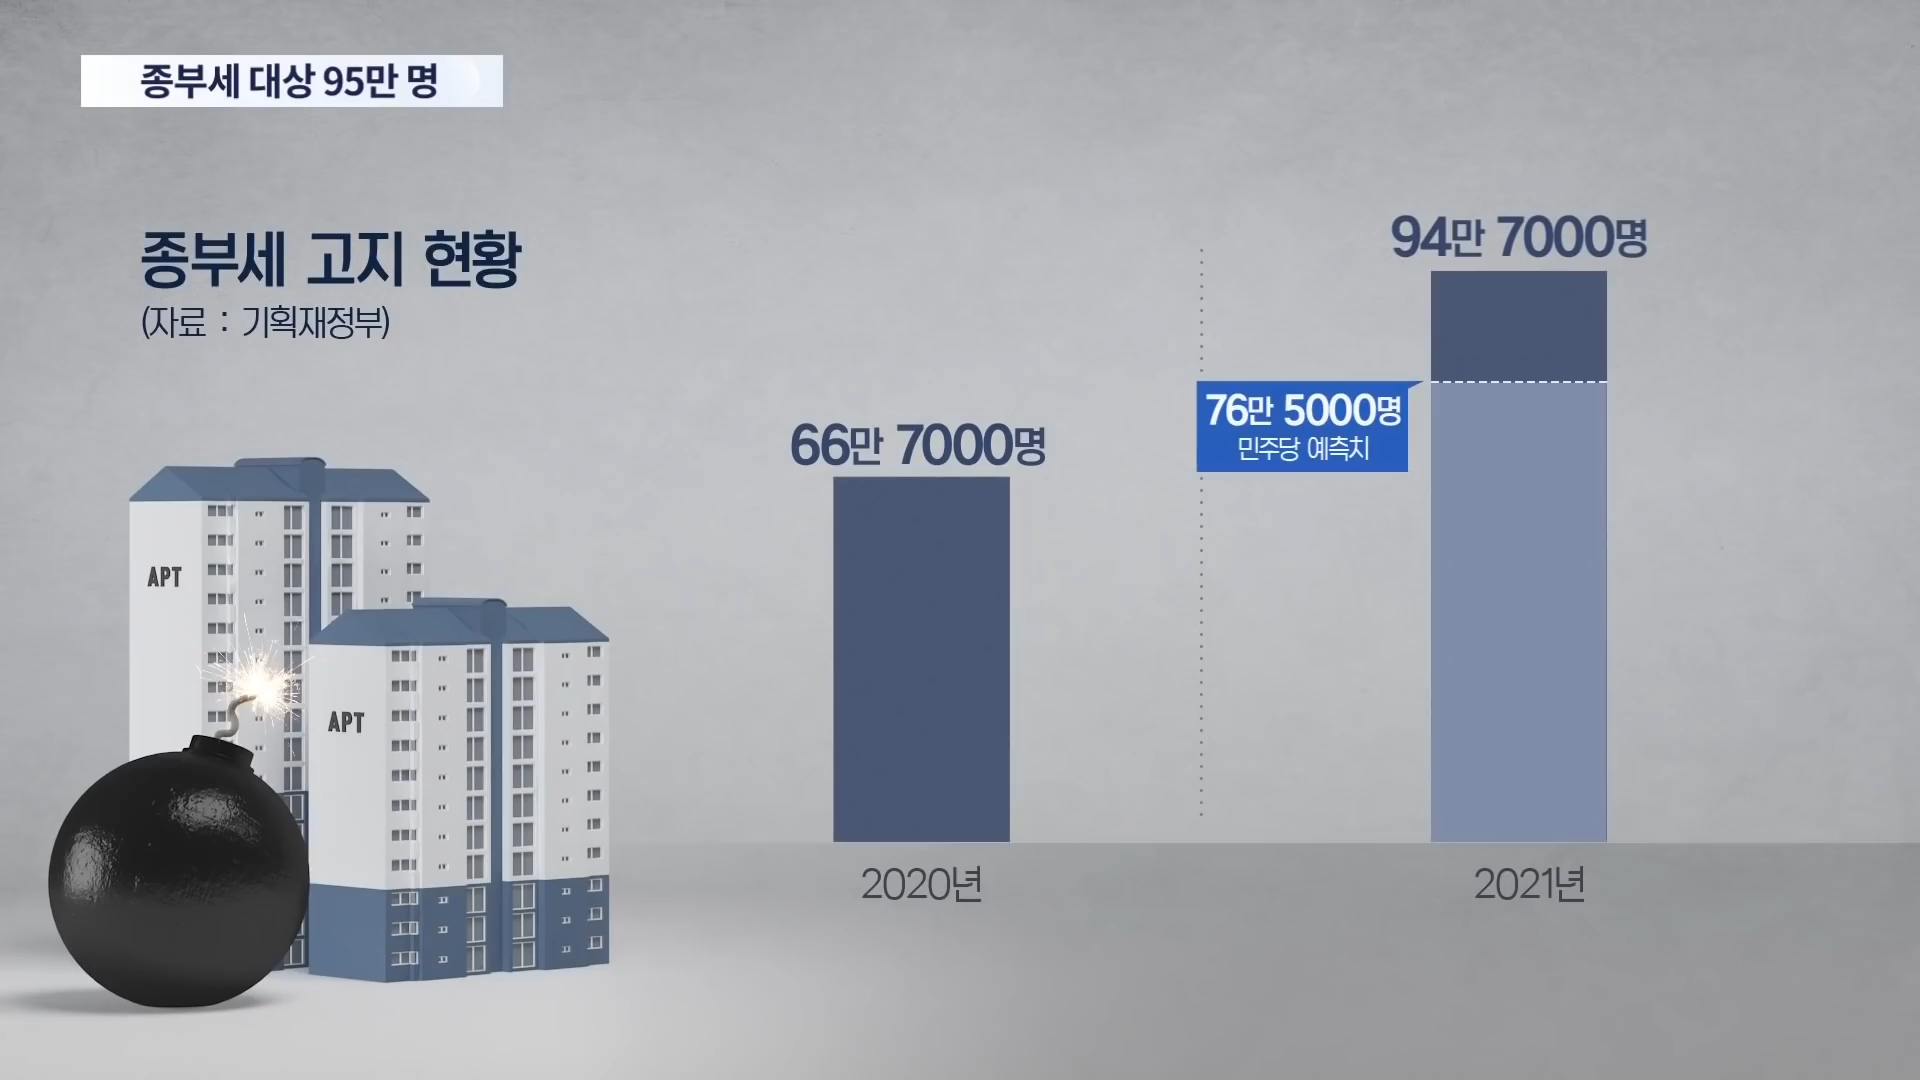 종부세 대상 95만 명
종부세 고지 현황
(자료 : 기획재정부)
94만 7000명
76만 5000명
민주당 예측치
66만 7000명
APT
APT
2020년
2021년